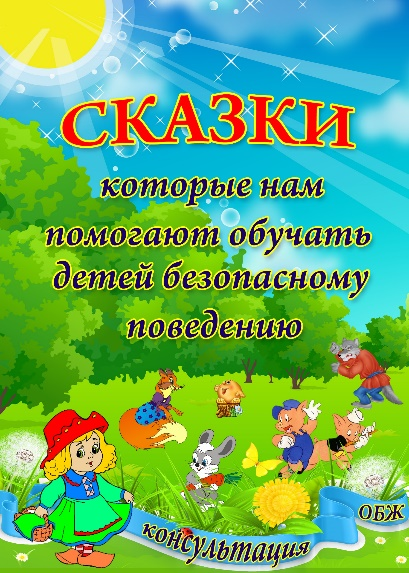 СКАЗКИ
которые нам
помогают обучать
детей безопасному
поведению
консультация
ОБЖ